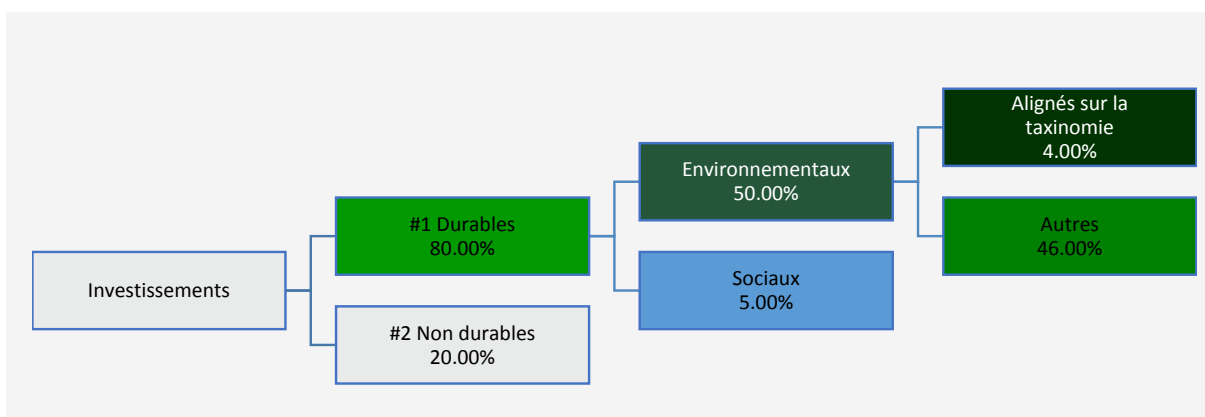 Investissements
#1 Durables
80.00%
#2 Non durables
20.00%
Environnementaux
50.00%
Sociaux
5.00%
Alignés sur la
taxinomie
4.00%
Autres
46.00%